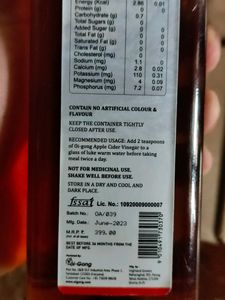 Energy (Kcal) 2.86 0.01
Protein (g) 0 0
Carbohydrate (g) 0.7
Total Sugars (g) 0 0
Added Sugar (g) 0 0
Total Fat (g) 0 0
Saturated Fat (g) 0 0
Trans Fat (g) 0 0
Cholesterol (mg) 0 0
Sodium (mg) 1.1 0
Calcium (mg) 2.8 0.02
Potassium (mg) 110 0.31
Magnesium (mg) 4 0.09
Phosphorus (mg) 7.2 0.07
CONTAIN NO ARTIFICIAL COLOUR &
FLAVOUR
KEEP THE CONTAINER TIGHTLY
CLOSED AFTER USE.
RECOMMENDED USAGES: Add 2 teaspoons
of Oi-gong Apple Cider Vinegar to a
glass of luke warm water before taking
meal twice a day.
NOT FOR MEDICINAL USE.
SHAKE WELL BEFORE USE.
STORE IN A DRY AND COOL AND
DARK PLACE.
fssai Lic. No.: 10920009000007
Batch No. OA/039
Mfg. Date. June-2023
M.R.P. ₹ 399.00
BEST BEFORE 24 MONTHS FROM THE
DATE OF MFG.
Oi-Gong